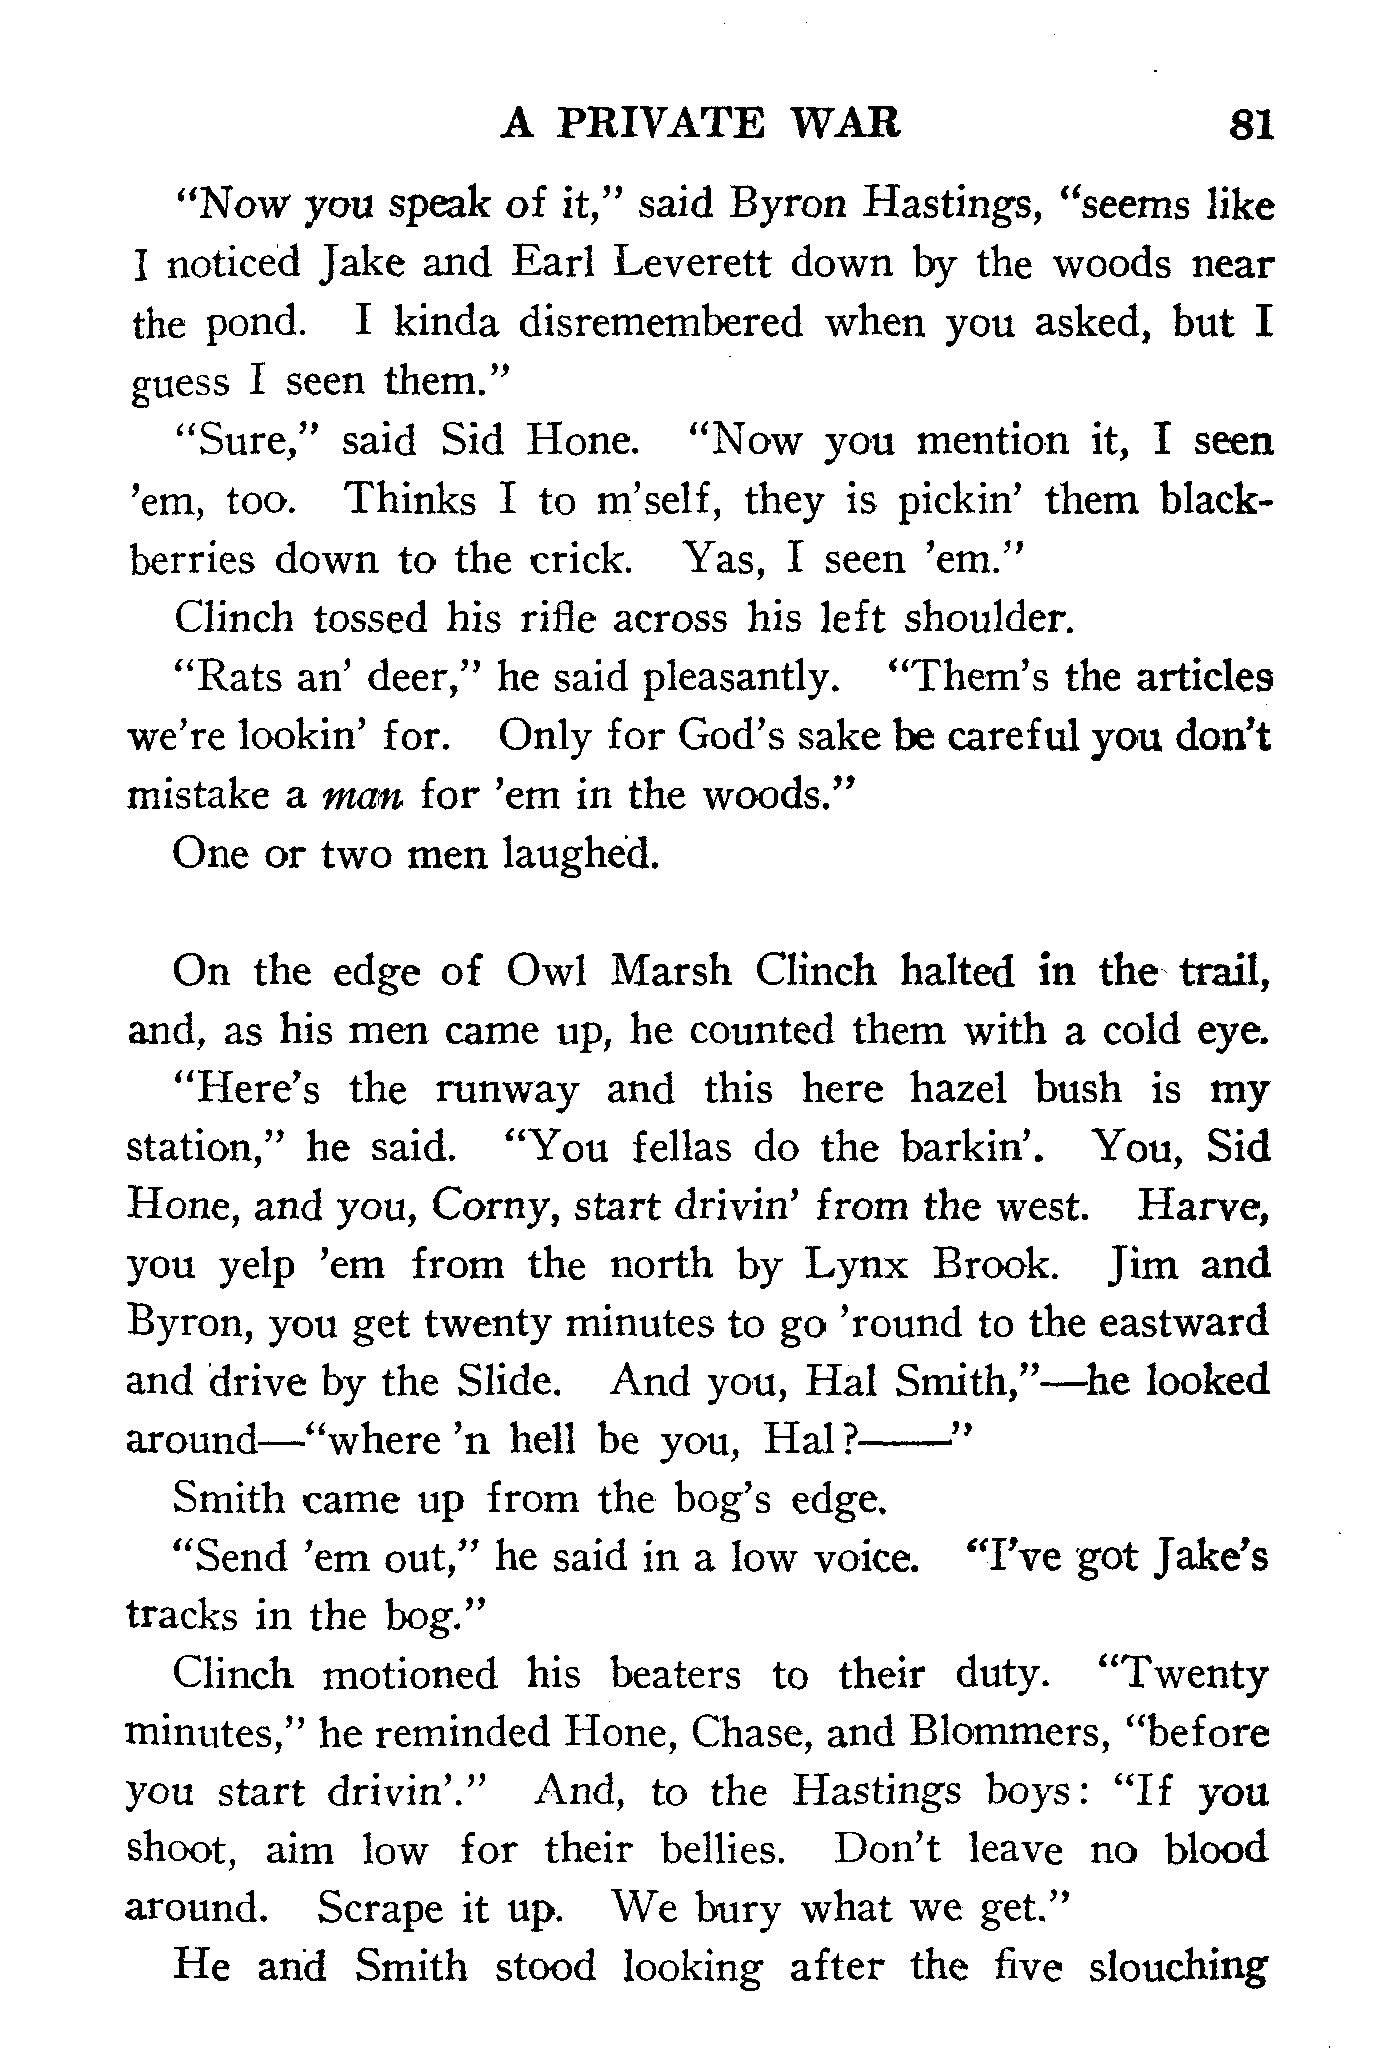 A PRIVATE WAR 81
“Now you speak of it,” said Byron Hastings, “seems like
I noticed Jake and Earl Leverett down by the woods near
the pond. I kinda disremembered when you asked, but I
guess I seen them.”
“Sure,” said Sid Hone. “Now you mention it, I seen
’em, too. Thinks I to m’self, they is pickin’ them black-
berries down to the crick. Yas, I seen ’em.”
Clinch tossed his rifle across his left shoulder.
“Rats an’ deer,” he said pleasantly. “Them’s the articles
we’re lookin’ for. Only for God’s sake be careful you don’t
mistake a man for ’em in the woods.”
One or two men laughed.
On the edge of Owl Marsh Clinch halted in the trail,
and, as his men came up, he counted them with a cold eye.
“Here’s the runway and this here hazel bush is my
station,” he said. “You fellas do the barkin’. You, Sid
Hone, and you, Corny, start drivin’ from the west. Harve,
you yelp ’em from the north by Lynx Brook. Jim and
Byron, you get twenty minutes to go ’round to the eastward
and drive by the Slide. And you, Hal Smith,”—he looked
around—“where ’n hell be you, Hal?——”
Smith came up from the bog’s edge.
“Send ’em out,” he said in a low voice. “I’ve got Jake’s
tracks in the bog.”
Clinch motioned his beaters to their duty. “Twenty
minutes,” he reminded Hone, Chase, and Blommers, “before
you start drivin’.” And, to the Hastings boys: “If you
shoot, aim low for their bellies. Don’t leave no blood
around. Scrape it up. We bury what we get.”
He and Smith stood looking after the five slouching